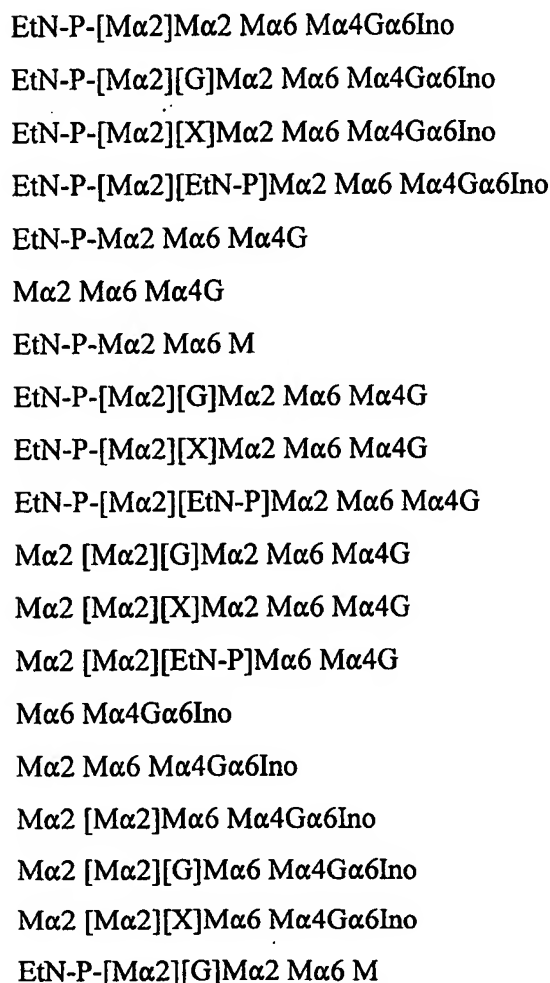 EtN-P-[Mα2]Mα2 Mα6 Mα4Gα6Ino
EtN-P-[Mα2][G]Mα2 Mα6 Mα4Gα6Ino
EtN-P-[Mα2][X]Mα2 Mα6 Mα4Gα6Ino
EtN-P-[Mα2][EtN-P]Mα2 Mα6 Mα4Gα6Ino
EtN-P-Mα2 Mα6 Mα4G
Mα2 Mα6 Mα4G
EtN-P-Mα2 Mα6 M
EtN-P-[Mα2][G]Mα2 Mα6 Mα4G
EtN-P-[Mα2][X]Mα2 Mα6 Mα4G
EtN-P-[Mα2][EtN-P]Mα2 Mα6 Mα4G
Mα2 [Mα2][G]Mα2 Mα6 Mα4G
Mα2 [Mα2][X]Mα2 Mα6 Mα4G
Mα2 [Mα2][EtN-P]Mα6 Mα4G
Mα6 Mα4Gα6Ino
Mα2 Mα6 Mα4Gα6Ino
Mα2 [Mα2]Mα6 Mα4Gα6Ino
Mα2 [Mα2][G]Mα6 Mα4Gα6Ino
Mα2 [Mα2][X]Mα6 Mα4Gα6Ino
EtN-P-[Mα2][G]Mα2 Mα6 M